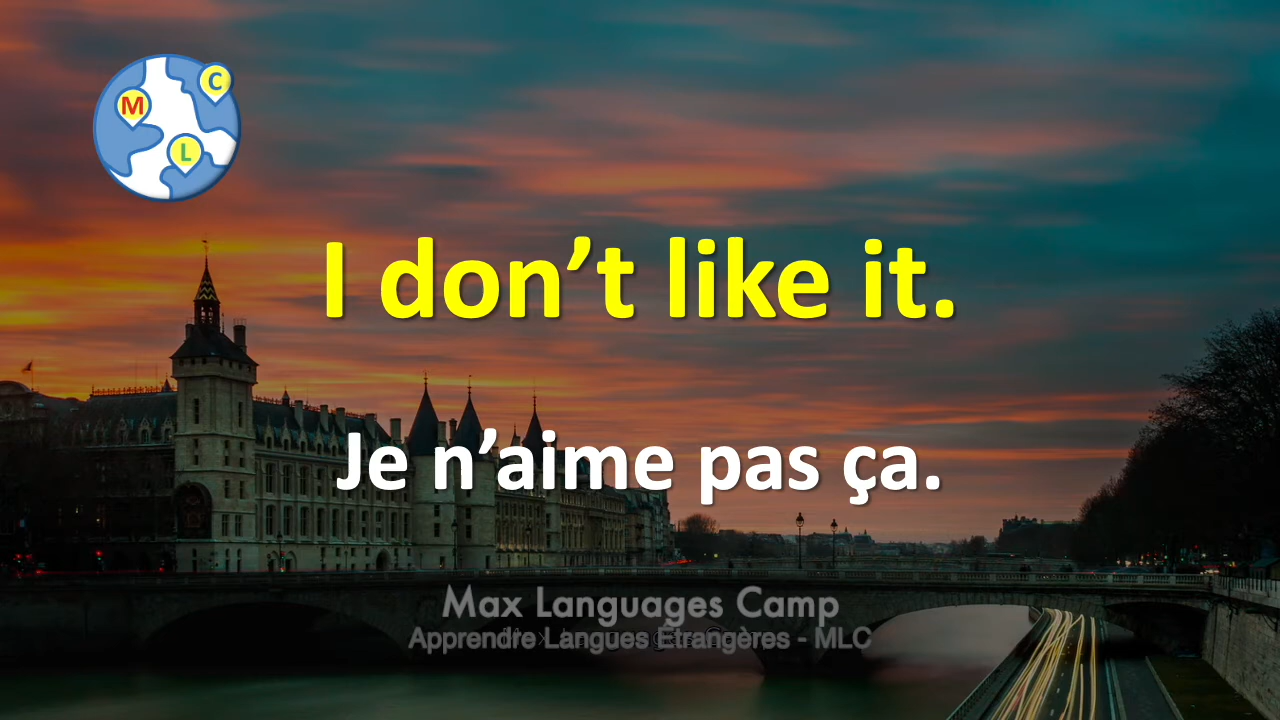 M
C
L
I don’t like it.
Je n’aime pas ça.
Max Languages Camp
Apprendre Langues Étrangères - MLC